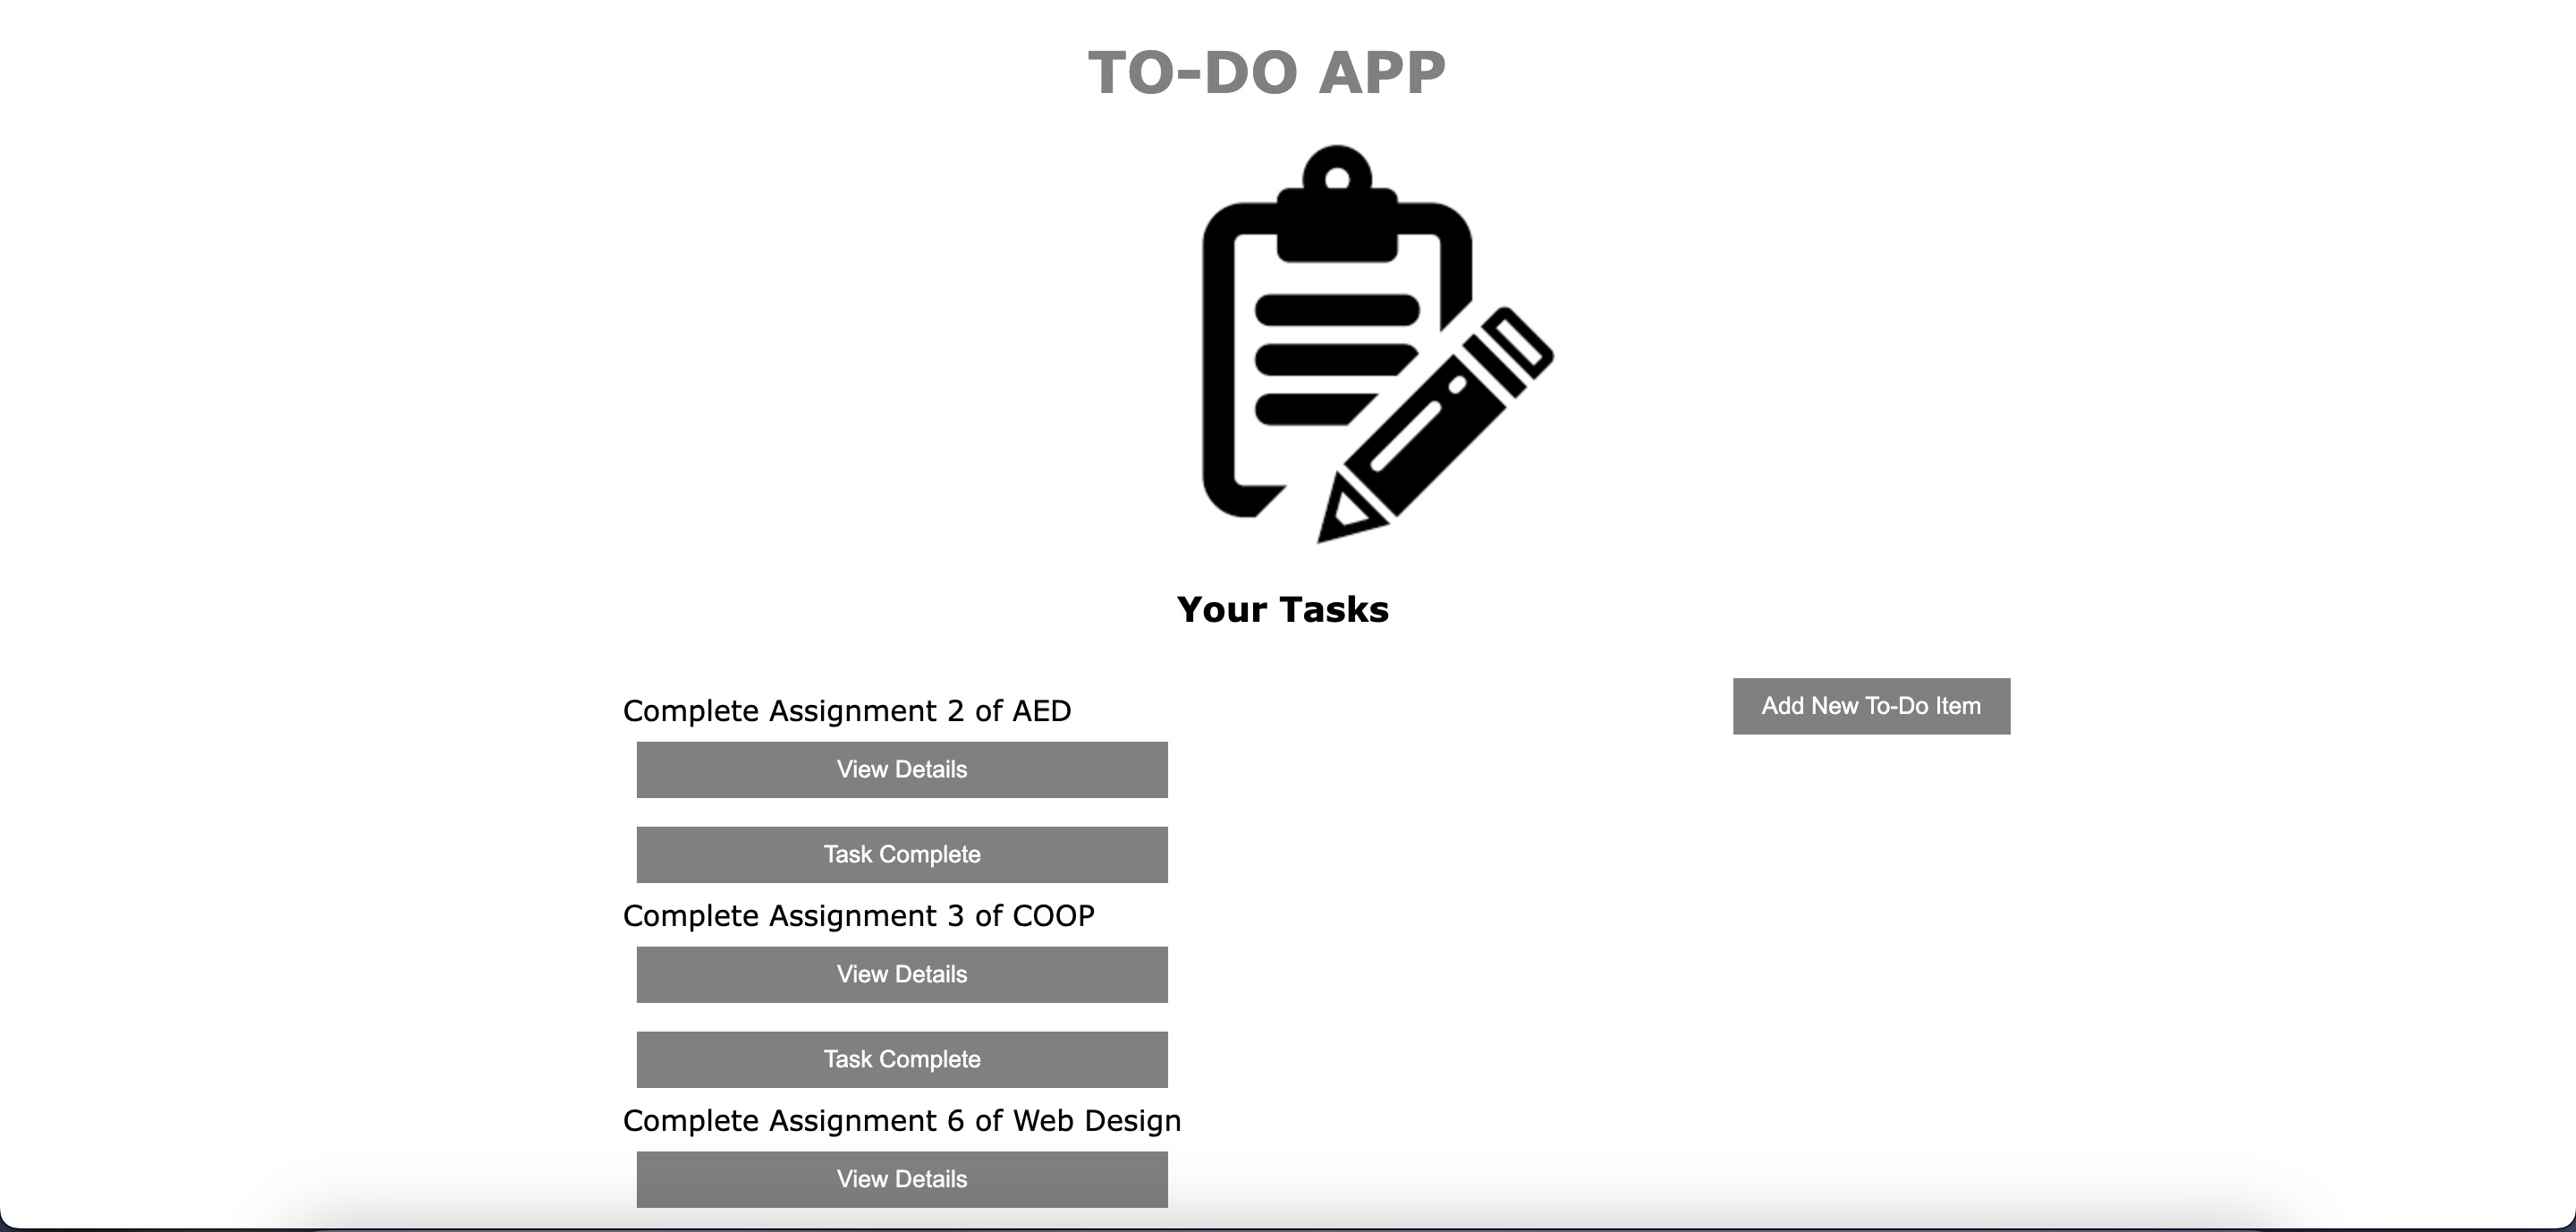 TO-DO APP
Your Tasks
Complete Assignment 2 of AED
Add New To-Do Item
View Details
Task Complete
Complete Assignment 3 of COOP
View Details
Task Complete
Complete Assignment 6 of Web Design
View Details